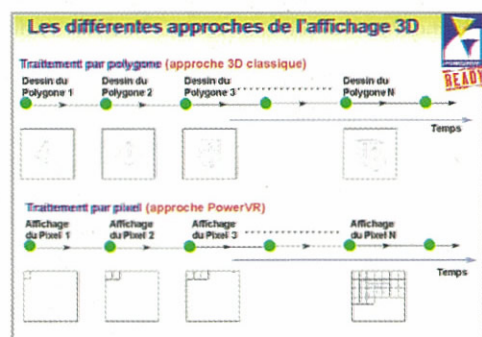 Les différentes approches de l'affichage 3D
READY
Traitement par polygone (approche 3D classique)
Dessin du Polygone 1
Dessin du Polygone 2
Dessin du Polygone 3
Dessin du Polygone N
Temps
Traitement par pixel (approche PowerVR)
Affichage du Pixel 1
Affichage du Pixel 2
Affichage du Pixel 3
Affichage du Pixel N
Temps